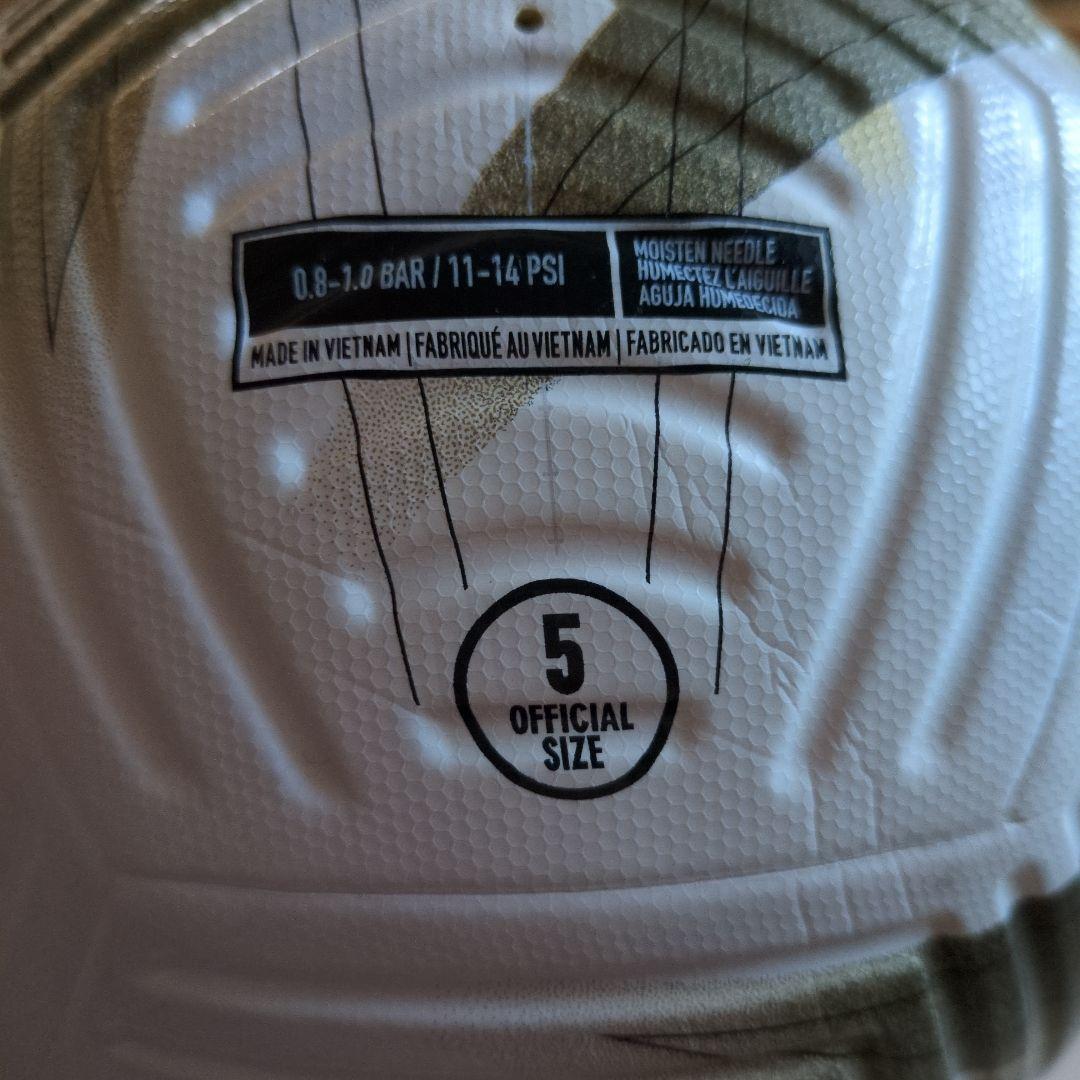 0.8-1.0 BAR / 11-14 PSI
MOISTEN NEEDLE
HUMECTEZ L'AIGUILLE
AGUJA HUMEDECIDA
MADE IN VIETNAM | FABRIQUÉ AU VIETNAM | FABRICADO EN VIETNAM
5
OFFICIAL
SIZE